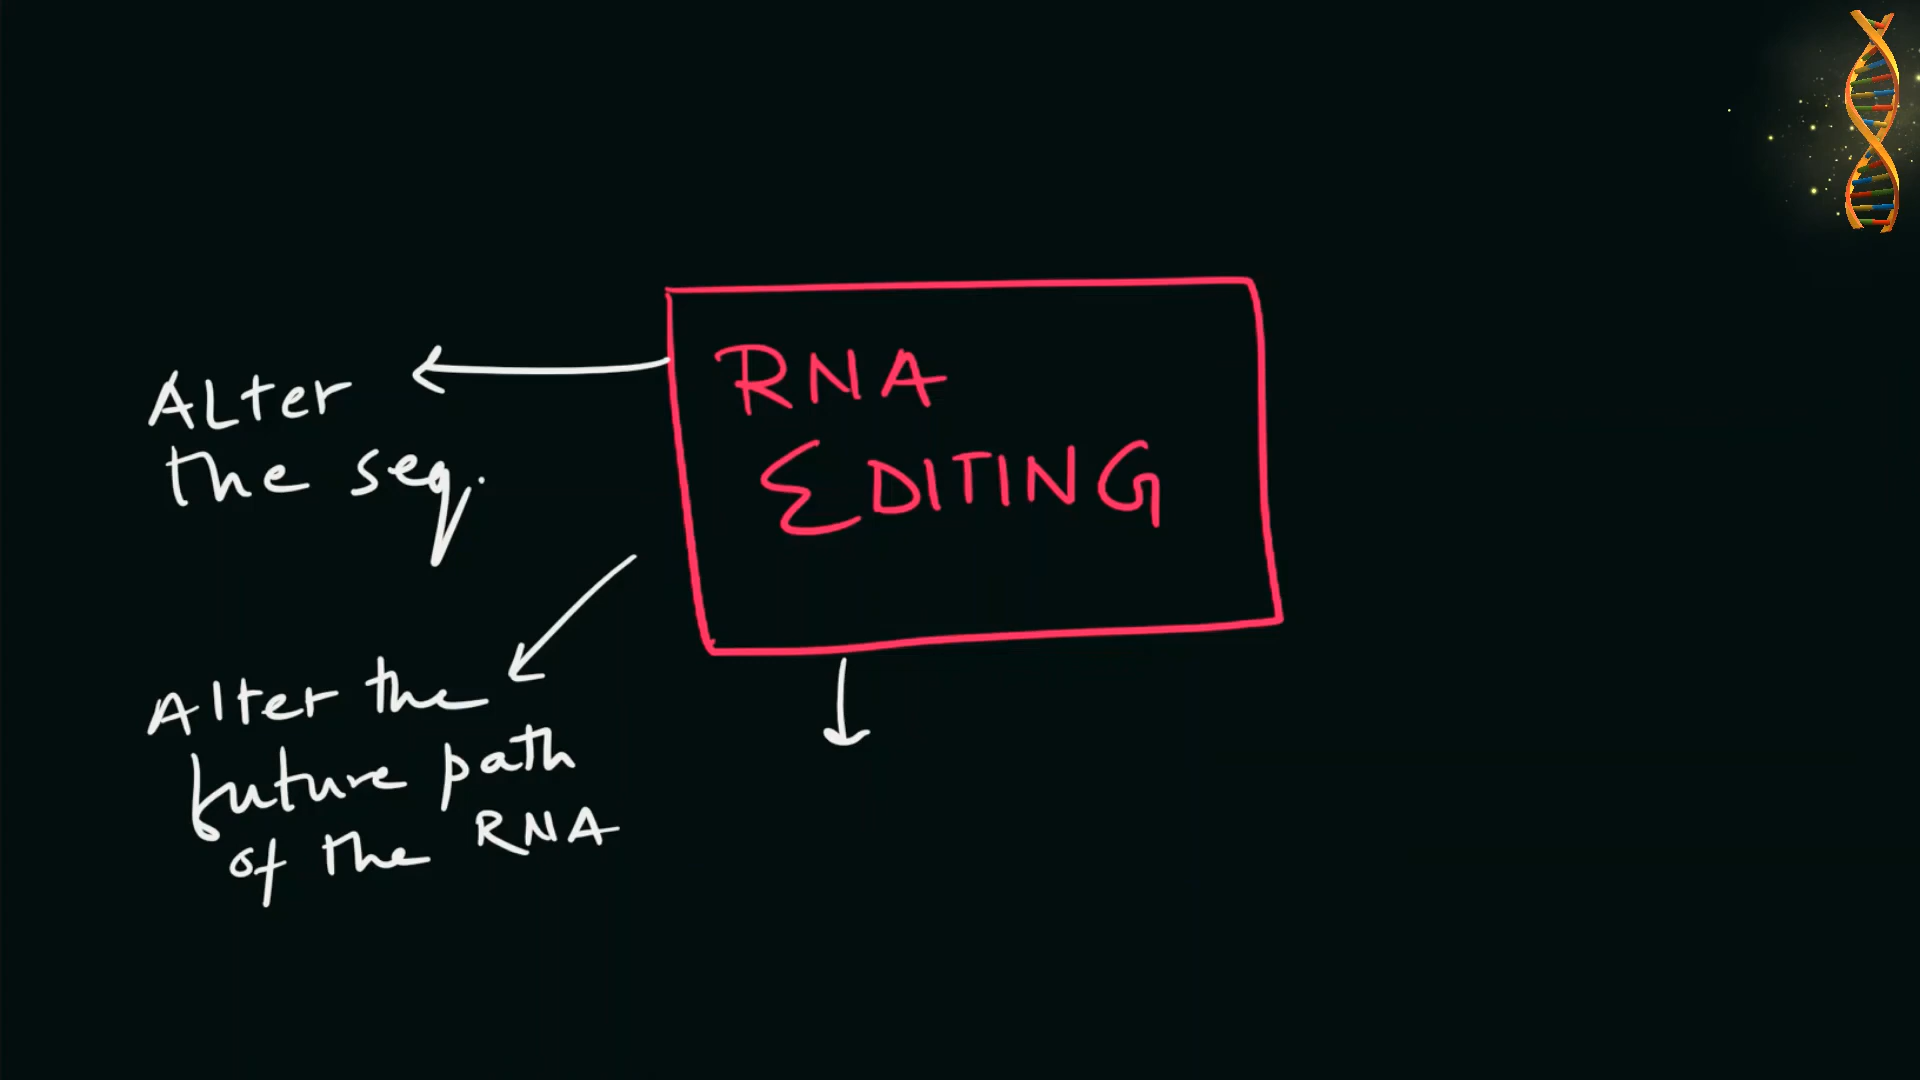 RNA
EDITING
Alter
the seq.
Alter the
future path
of the RNA